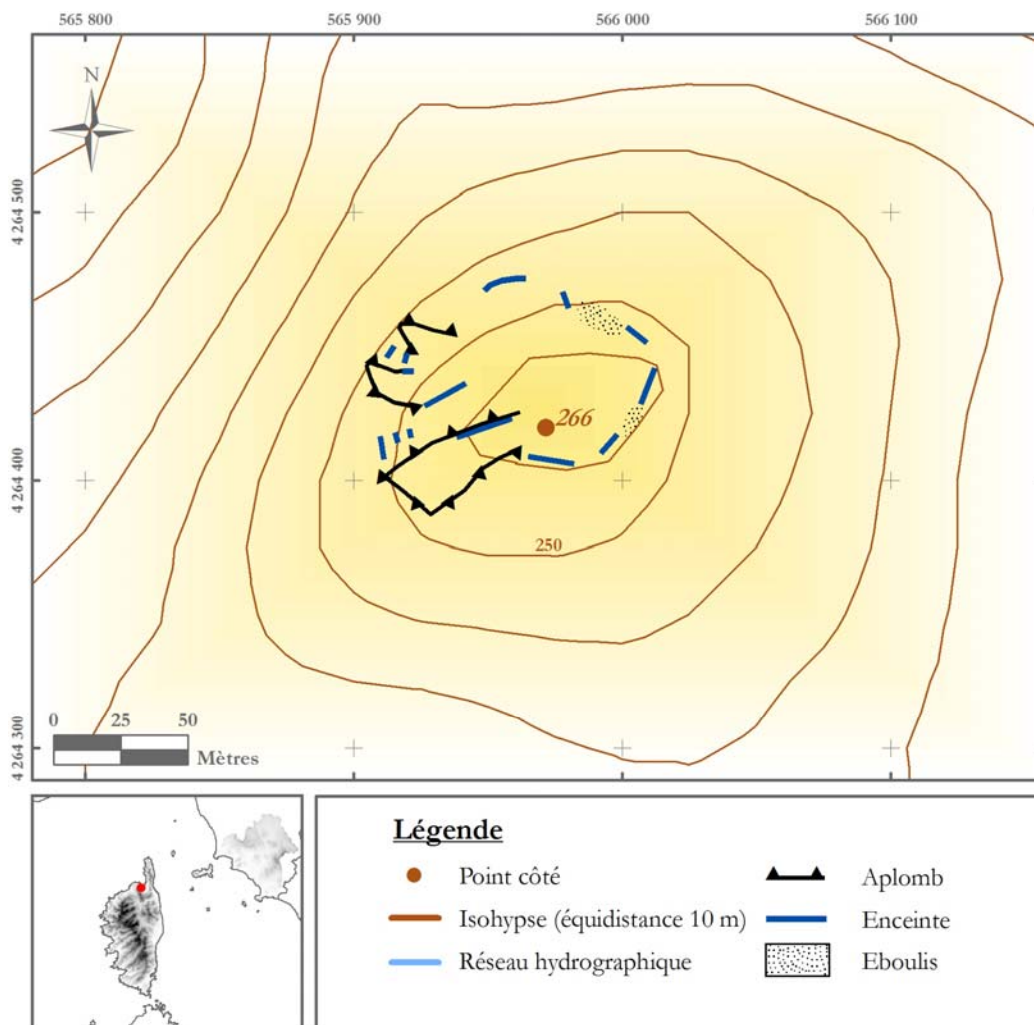 565 800
565 900
566 000
566 100
N
4 264 500
4 264 400
4 264 300
266
250
0 25 50
Mètres
Légende
Point côté
Isohypse (équidistance 10 m)
Réseau hydrographique
Aplomb
Enceinte
Eboulis